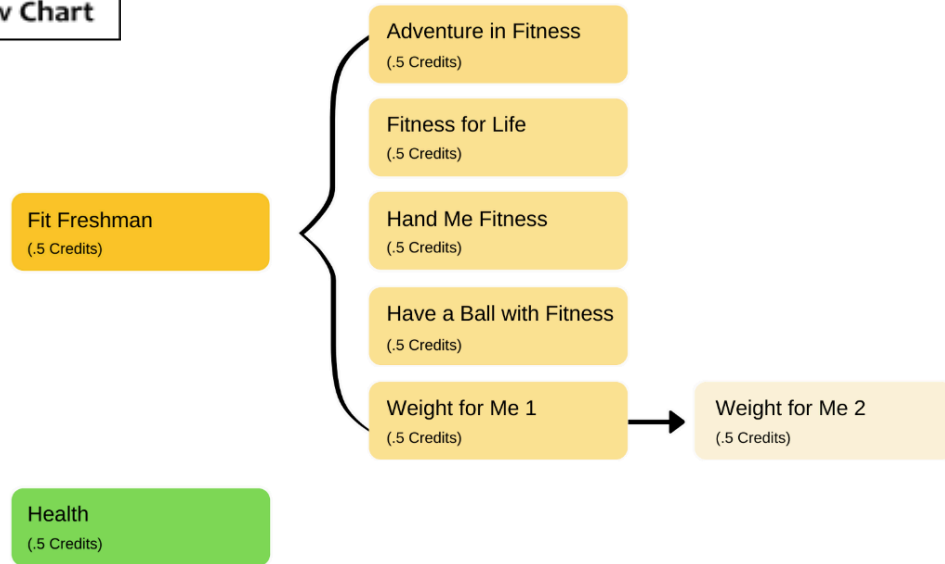 Chart
Adventure in Fitness
(.5 Credits)
Fitness for Life
(.5 Credits)
Fit Freshman
(.5 Credits)
Hand Me Fitness
(.5 Credits)
Have a Ball with Fitness
(.5 Credits)
Weight for Me 1
(.5 Credits)
Weight for Me 2
(.5 Credits)
Health
(.5 Credits)